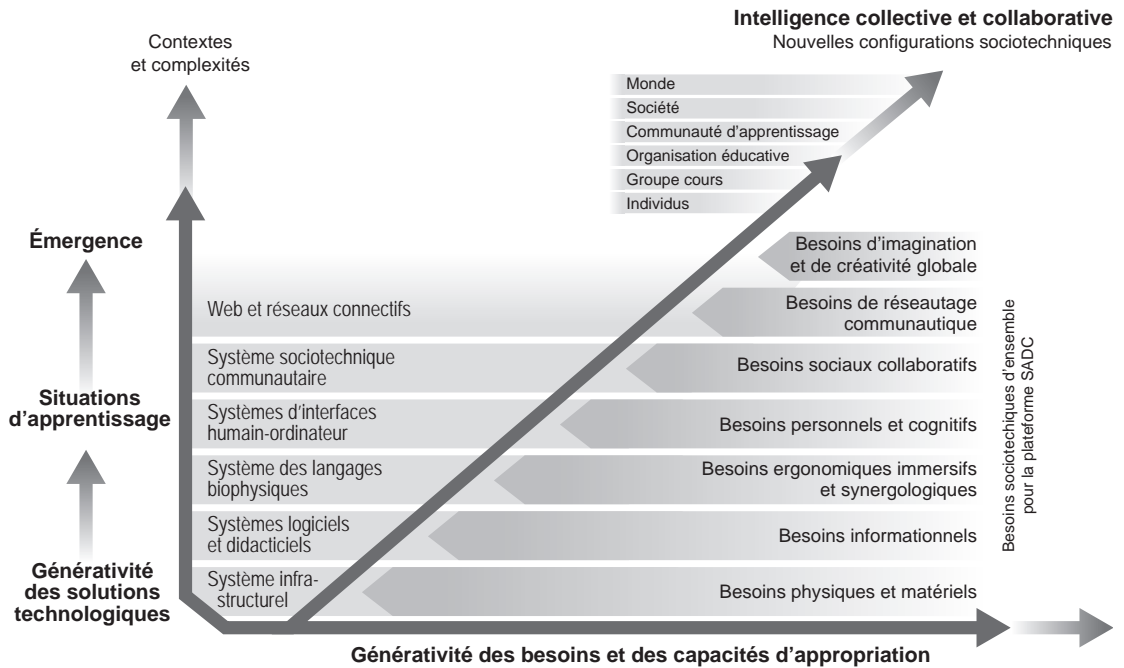 Intelligence collective et collaborative
Nouvelles configurations sociotechniques
Contextes
et complexités
Monde
Société
Communauté d'apprentissage
Organisation éducative
Groupe cours
Individus
Émergence
Situations
d'apprentissage
Générativité
des solutions
technologiques
Web et réseaux connectifs
Système sociotechnique
communautaire
Systèmes d'interfaces
humain-ordinateur
Système des langages
biophysiques
Systèmes logiciels
et didacticiels
Système infra-
structurel
Besoins d'imagination
et de créativité globale
Besoins de réseautage
communautique
Besoins sociaux collaboratifs
Besoins personnels et cognitifs
Besoins ergonomiques immersifs
et synergologiques
Besoins informationnels
Besoins physiques et matériels
Besoins sociotechiques d'ensemble
pour la plateforme SADC
Générativité des besoins et des capacités d'appropriation